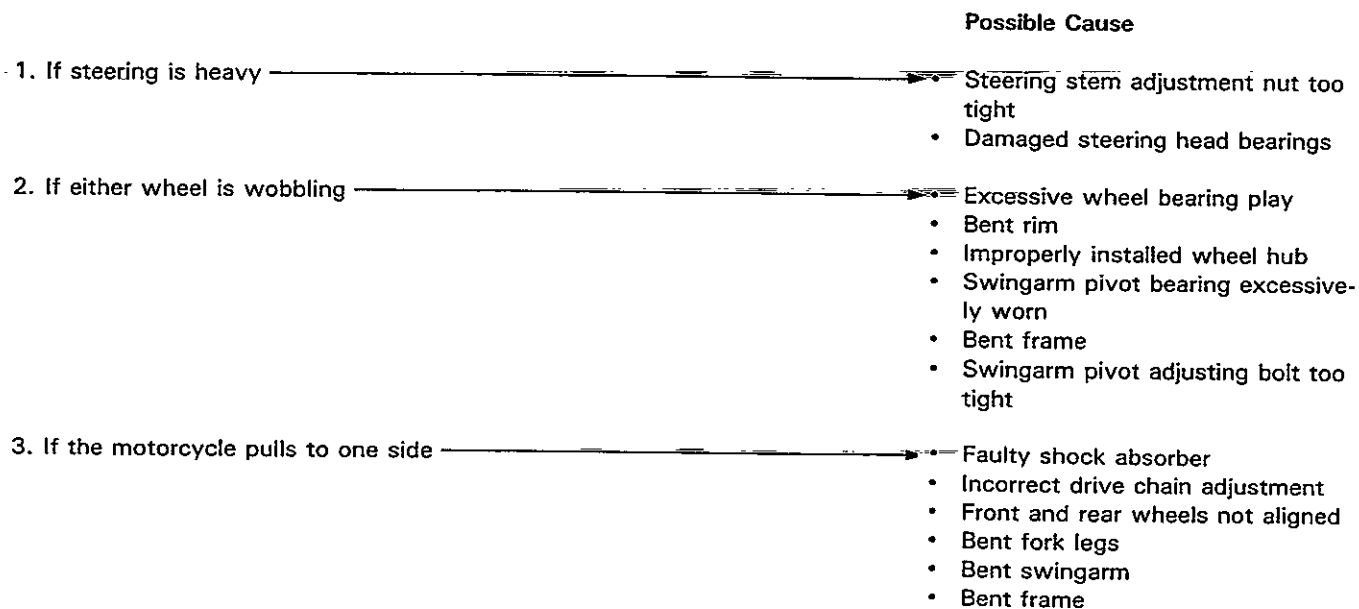 Possible Cause
1. If steering is heavy
• Steering stem adjustment nut too
tight
• Damaged steering head bearings
2. If either wheel is wobbling
• Excessive wheel bearing play
• Bent rim
• Improperly installed wheel hub
• Swingarm pivot bearing excessive-
ly worn
• Bent frame
• Swingarm pivot adjusting bolt too
tight
3. If the motorcycle pulls to one side
• Faulty shock absorber
• Incorrect drive chain adjustment
• Front and rear wheels not aligned
• Bent fork legs
• Bent swingarm
• Bent frame